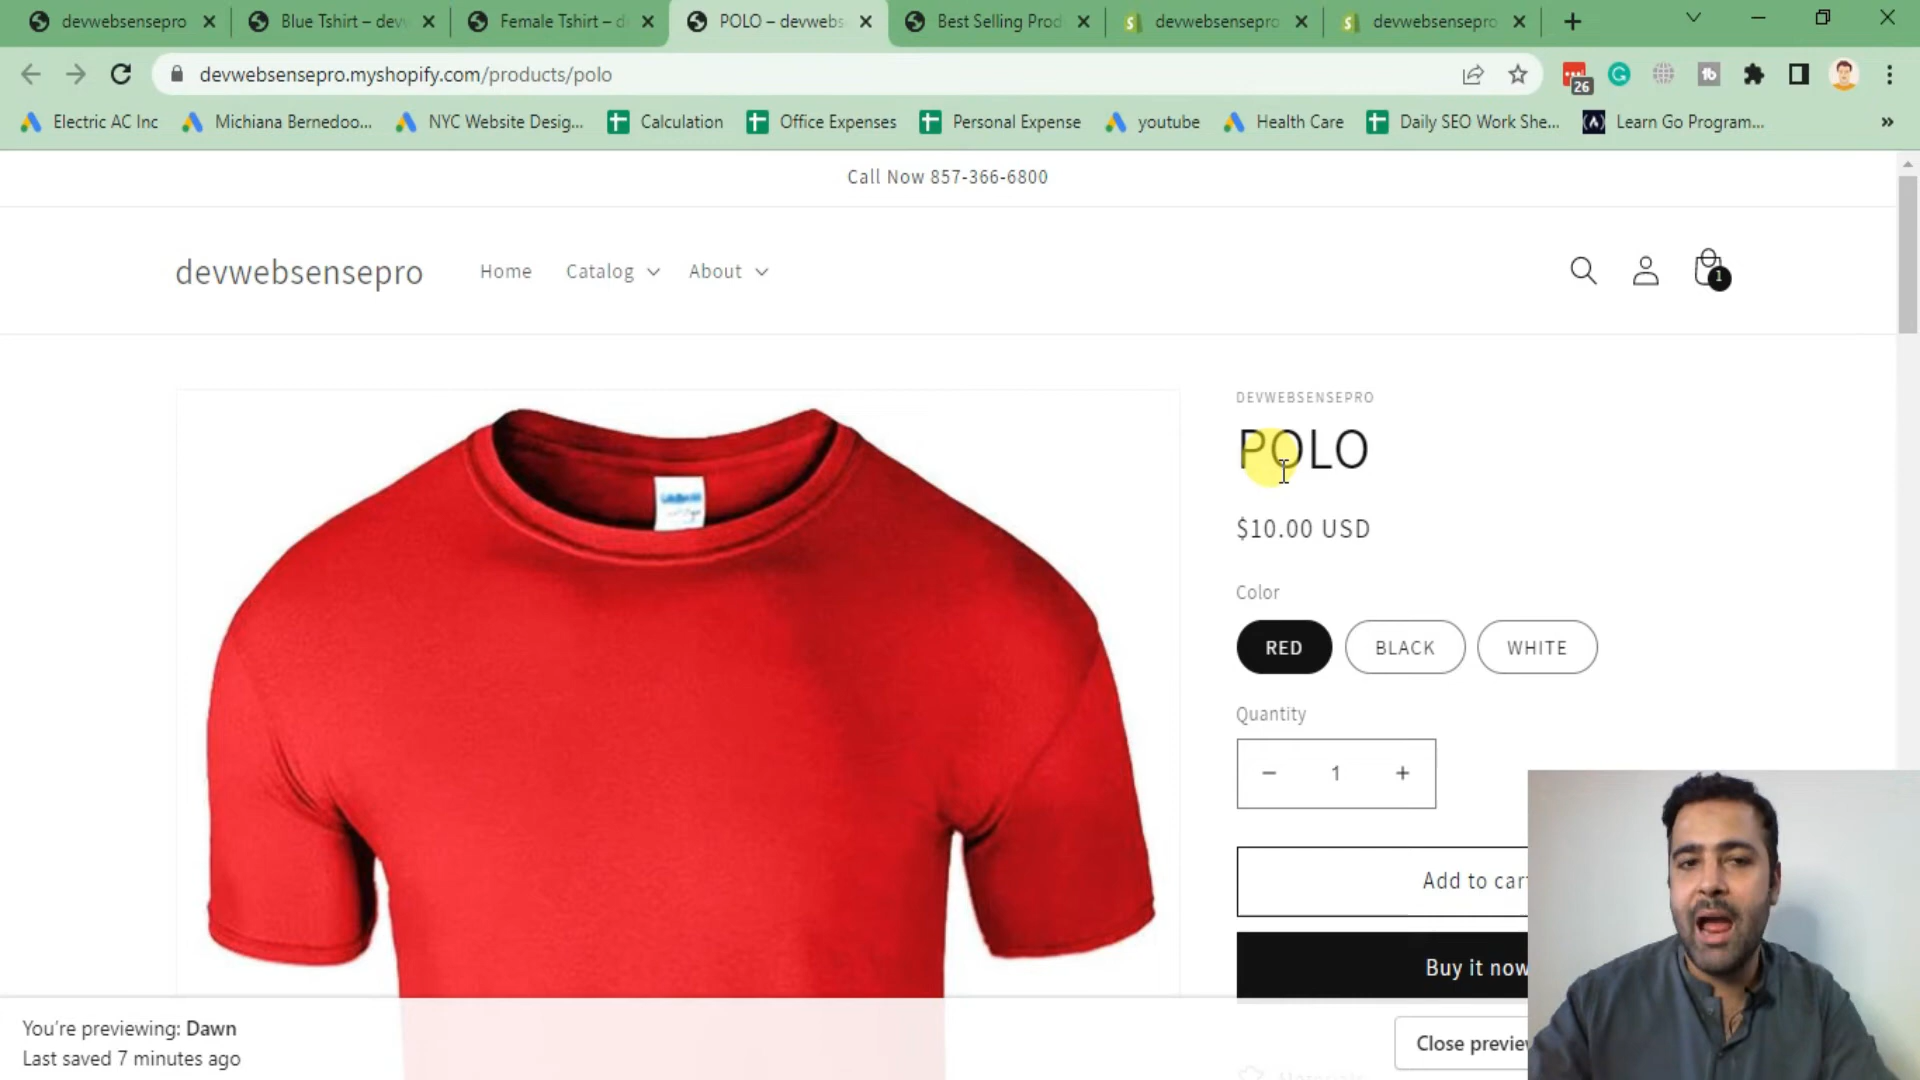 devwebsensepro
Blue Tshirt – dev
Female Tshirt – d
POLO – devwebs
Best Selling Prod
devwebsensepro
devwebsensepro
devwebsensepro.myshopify.com/products/polo
26
Electric AC Inc
Michiana Bernedoo...
NYC Website Desig...
Calculation
Office Expenses
Personal Expense
youtube
Health Care
Daily SEO Work She...
Learn Go Program...
»
Call Now 857-366-6800
devwebsensepro
Home
Catalog
About
1
DEVWEBSENSEPRO
POLO
$10.00 USD
Color
RED
BLACK
WHITE
Quantity
− 1 +
Add to car
Buy it now
You're previewing: Dawn
Last saved 7 minutes ago
Close preview